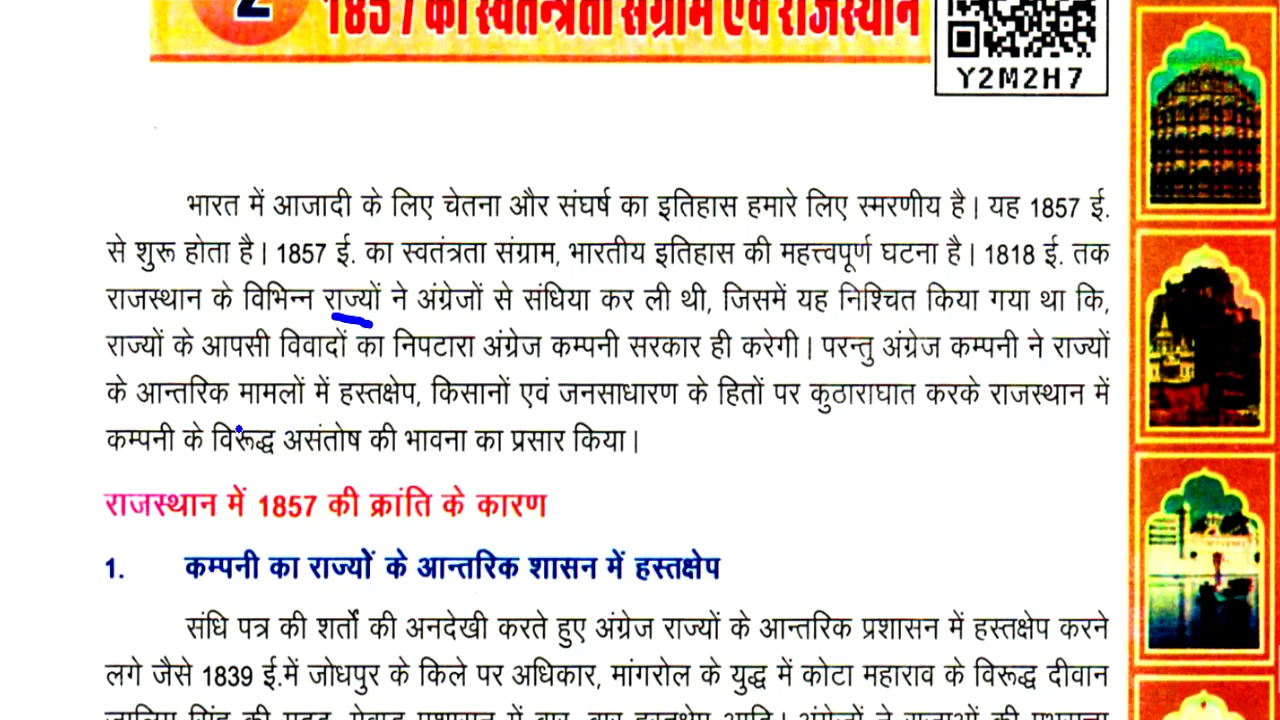 2 1857 का स्वतन्त्रता संग्राम एवं राजस्थान
Y2M2H7
भारत में आजादी के लिए चेतना और संघर्ष का इतिहास हमारे लिए स्मरणीय है। यह 1857 ई.
से शुरू होता है। 1857 ई. का स्वतंत्रता संग्राम, भारतीय इतिहास की महत्त्वपूर्ण घटना है। 1818 ई. तक
राजस्थान के विभिन्न राज्यों ने अंग्रेजों से संधिया कर ली थी, जिसमें यह निश्चित किया गया था कि,
राज्यों के आपसी विवादों का निपटारा अंग्रेज कम्पनी सरकार ही करेगी। परन्तु अंग्रेज कम्पनी ने राज्यों
के आन्तरिक मामलों में हस्तक्षेप, किसानों एवं जनसाधारण के हितों पर कुठाराघात करके राजस्थान में
कम्पनी के विरूद्ध असंतोष की भावना का प्रसार किया।
राजस्थान में 1857 की क्रांति के कारण
1. कम्पनी का राज्यों के आन्तरिक शासन में हस्तक्षेप
संधि पत्र की शर्तों की अनदेखी करते हुए अंग्रेज राज्यों के आन्तरिक प्रशासन में हस्तक्षेप करने
लगे जैसे 1839 ई.में जोधपुर के किले पर अधिकार, मांगरोल के युद्ध में कोटा महाराव के विरूद्ध दीवान